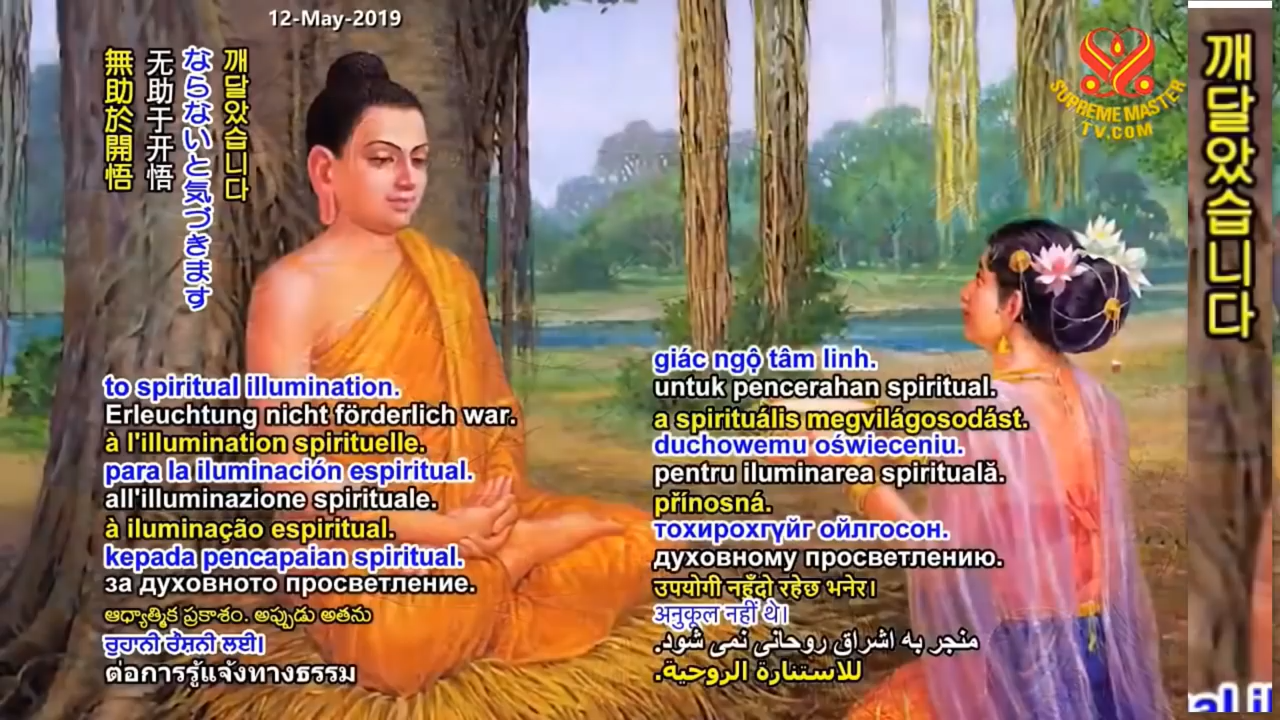 12-May-2019
SUPREME MASTER
TV.COM
깨달았습니다
ならないと気づきます
无助于开悟
無助於開悟
to spiritual illumination.
Erleuchtung nicht förderlich war.
à l'illumination spirituelle.
para la iluminación espiritual.
all'illuminazione spirituale.
à iluminação espiritual.
kepada pencapaian spiritual.
за духовното просветление.
ఆధ్యాత్మిక ప్రకాశం. అప్పుడు అతను
ਰੁਹਾਨੀ ਰੌਸ਼ਨੀ ਲਈ।
ต่อการรู้แจ้งทางธรรม
giác ngộ tâm linh.
untuk pencerahan spiritual.
a spirituális megvilágosodást.
duchowemu oświeceniu.
pentru iluminarea spirituală.
přínosná.
тохирохгүйг ойлгосон.
духовному просветлению.
उपयोगी नहुँदो रहेछ भनेर।
अनुकूल नहीं थे।
منجر به اشراق روحانی نمی شود.
للاستنارة الروحية.
깨달았습니다